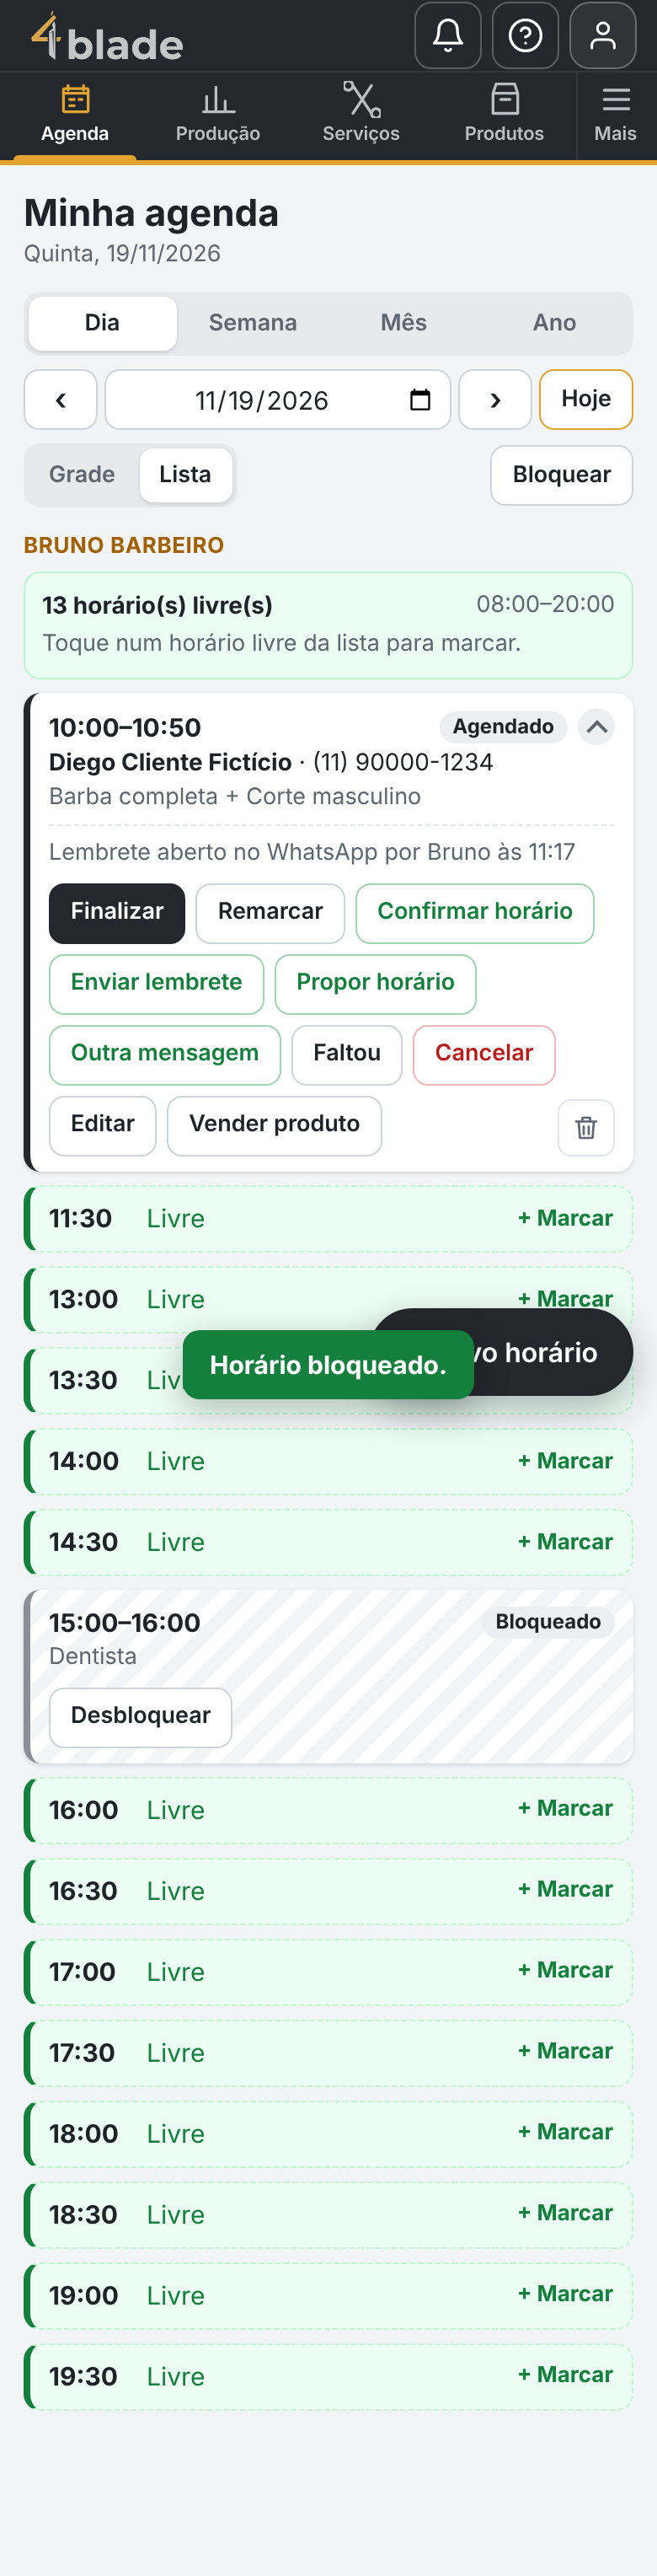 4blade
Agenda
Produção
Serviços
Produtos
Mais
Minha agenda
Quinta, 19/11/2026
Dia
Semana
Mês
Ano
‹
11/19/2026
›
Hoje
Grade
Lista
Bloquear
BRUNO BARBEIRO
13 horário(s) livre(s)
08:00–20:00
Toque num horário livre da lista para marcar.
10:00–10:50
Agendado
Diego Cliente Fictício · (11) 90000-1234
Barba completa + Corte masculino
Lembrete aberto no WhatsApp por Bruno às 11:17
Finalizar
Remarcar
Confirmar horário
Enviar lembrete
Propor horário
Outra mensagem
Faltou
Cancelar
Editar
Vender produto
11:30 Livre + Marcar
13:00 Livre + Marcar
13:30
Horário bloqueado.
horário
14:00 Livre + Marcar
14:30 Livre + Marcar
15:00–16:00
Bloqueado
Dentista
Desbloquear
16:00 Livre + Marcar
16:30 Livre + Marcar
17:00 Livre + Marcar
17:30 Livre + Marcar
18:00 Livre + Marcar
18:30 Livre + Marcar
19:00 Livre + Marcar
19:30 Livre + Marcar